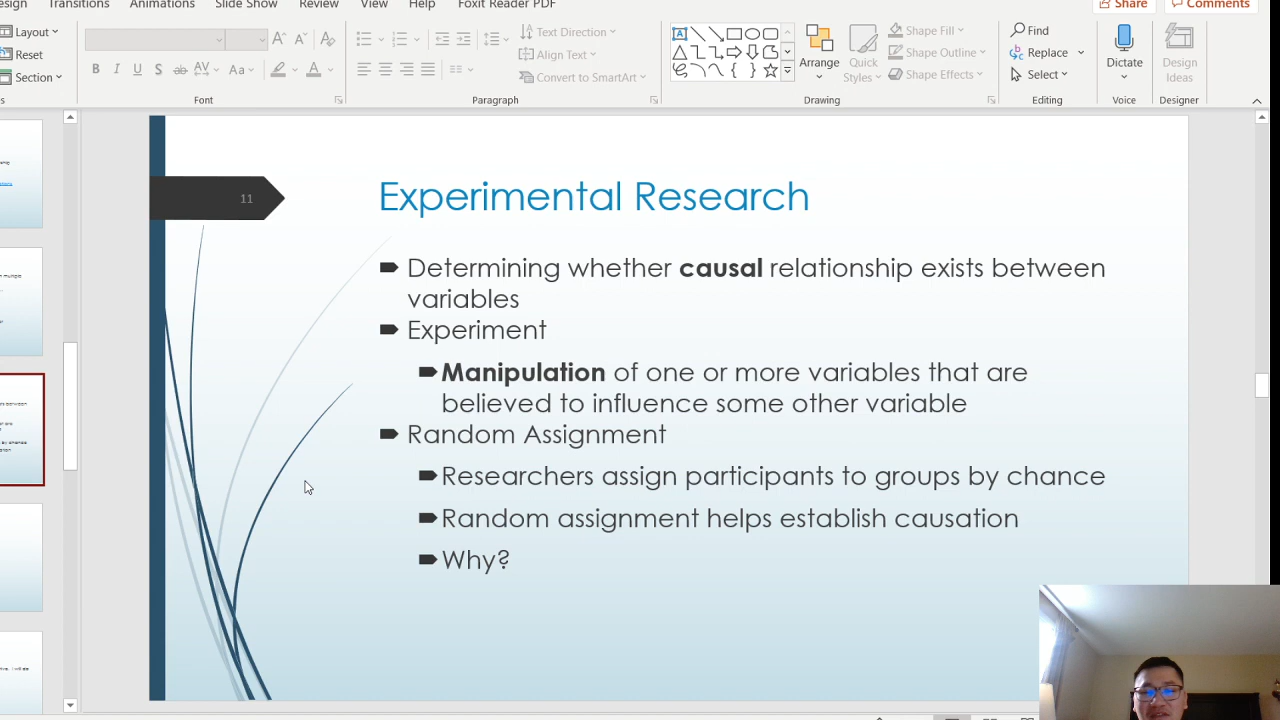 esign Transitions Animations Slide Show Review View Help Foxit Reader PDF Share Comments
Layout
Reset
Section
B I U S ab AV Aa A
Font
Text Direction
Align Text
Convert to SmartArt
Paragraph
Arrange
Quick
Styles
Shape Fill
Shape Outline
Shape Effects
Drawing
Find
Replace
Select
Editing
Dictate
Voice
Design
Ideas
Designer
11
Experimental Research
Determining whether causal relationship exists between
variables
Experiment
Manipulation of one or more variables that are
believed to influence some other variable
Random Assignment
Researchers assign participants to groups by chance
Random assignment helps establish causation
Why?